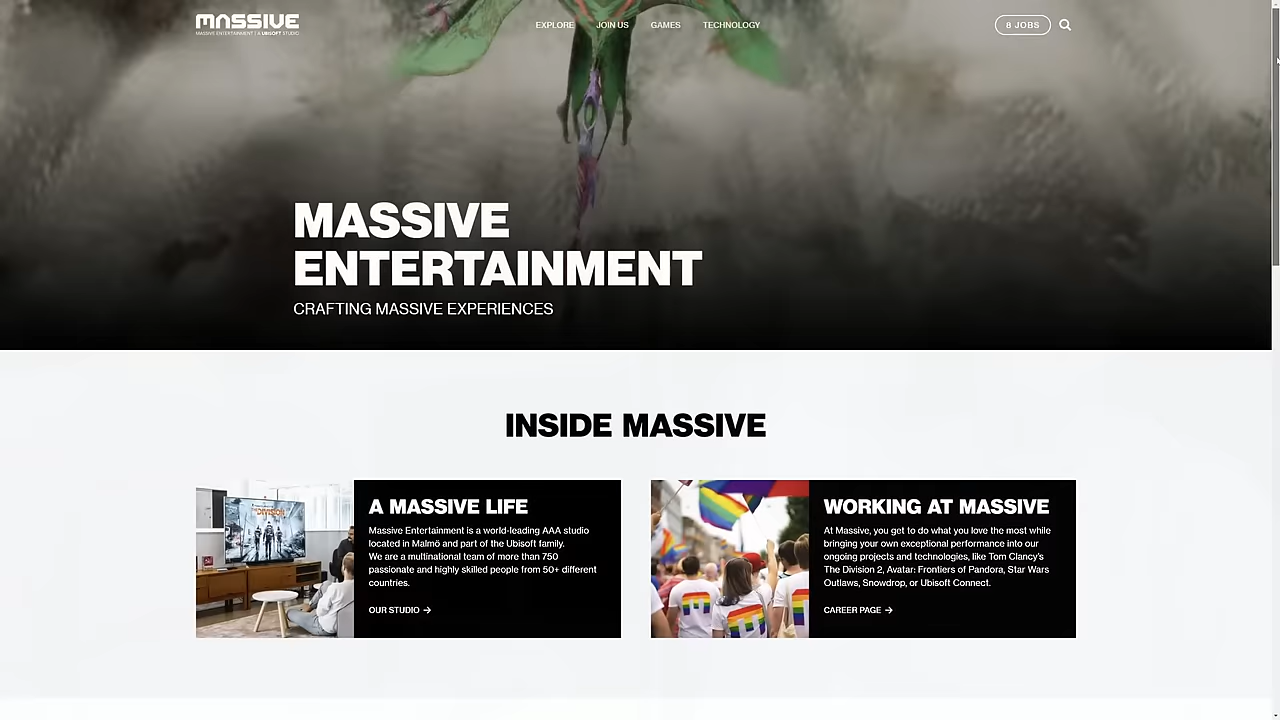 MASSIVE
MASSIVE ENTERTAINMENT | A UBISOFT STUDIO
EXPLORE
JOIN US
GAMES
TECHNOLOGY
8 JOBS
MASSIVE
ENTERTAINMENT
CRAFTING MASSIVE EXPERIENCES
INSIDE MASSIVE
DIVISION
A MASSIVE LIFE
Massive Entertainment is a world-leading AAA studio
located in Malmö and part of the Ubisoft family.
We are a multinational team of more than 750
passionate and highly skilled people from 50+ different
countries.
OUR STUDIO →
WORKING AT MASSIVE
At Massive, you get to do what you love the most while
bringing your own exceptional performance into our
ongoing projects and technologies, like Tom Clancy's
The Division 2, Avatar: Frontiers of Pandora, Star Wars
Outlaws, Snowdrop, or Ubisoft Connect.
CAREER PAGE →